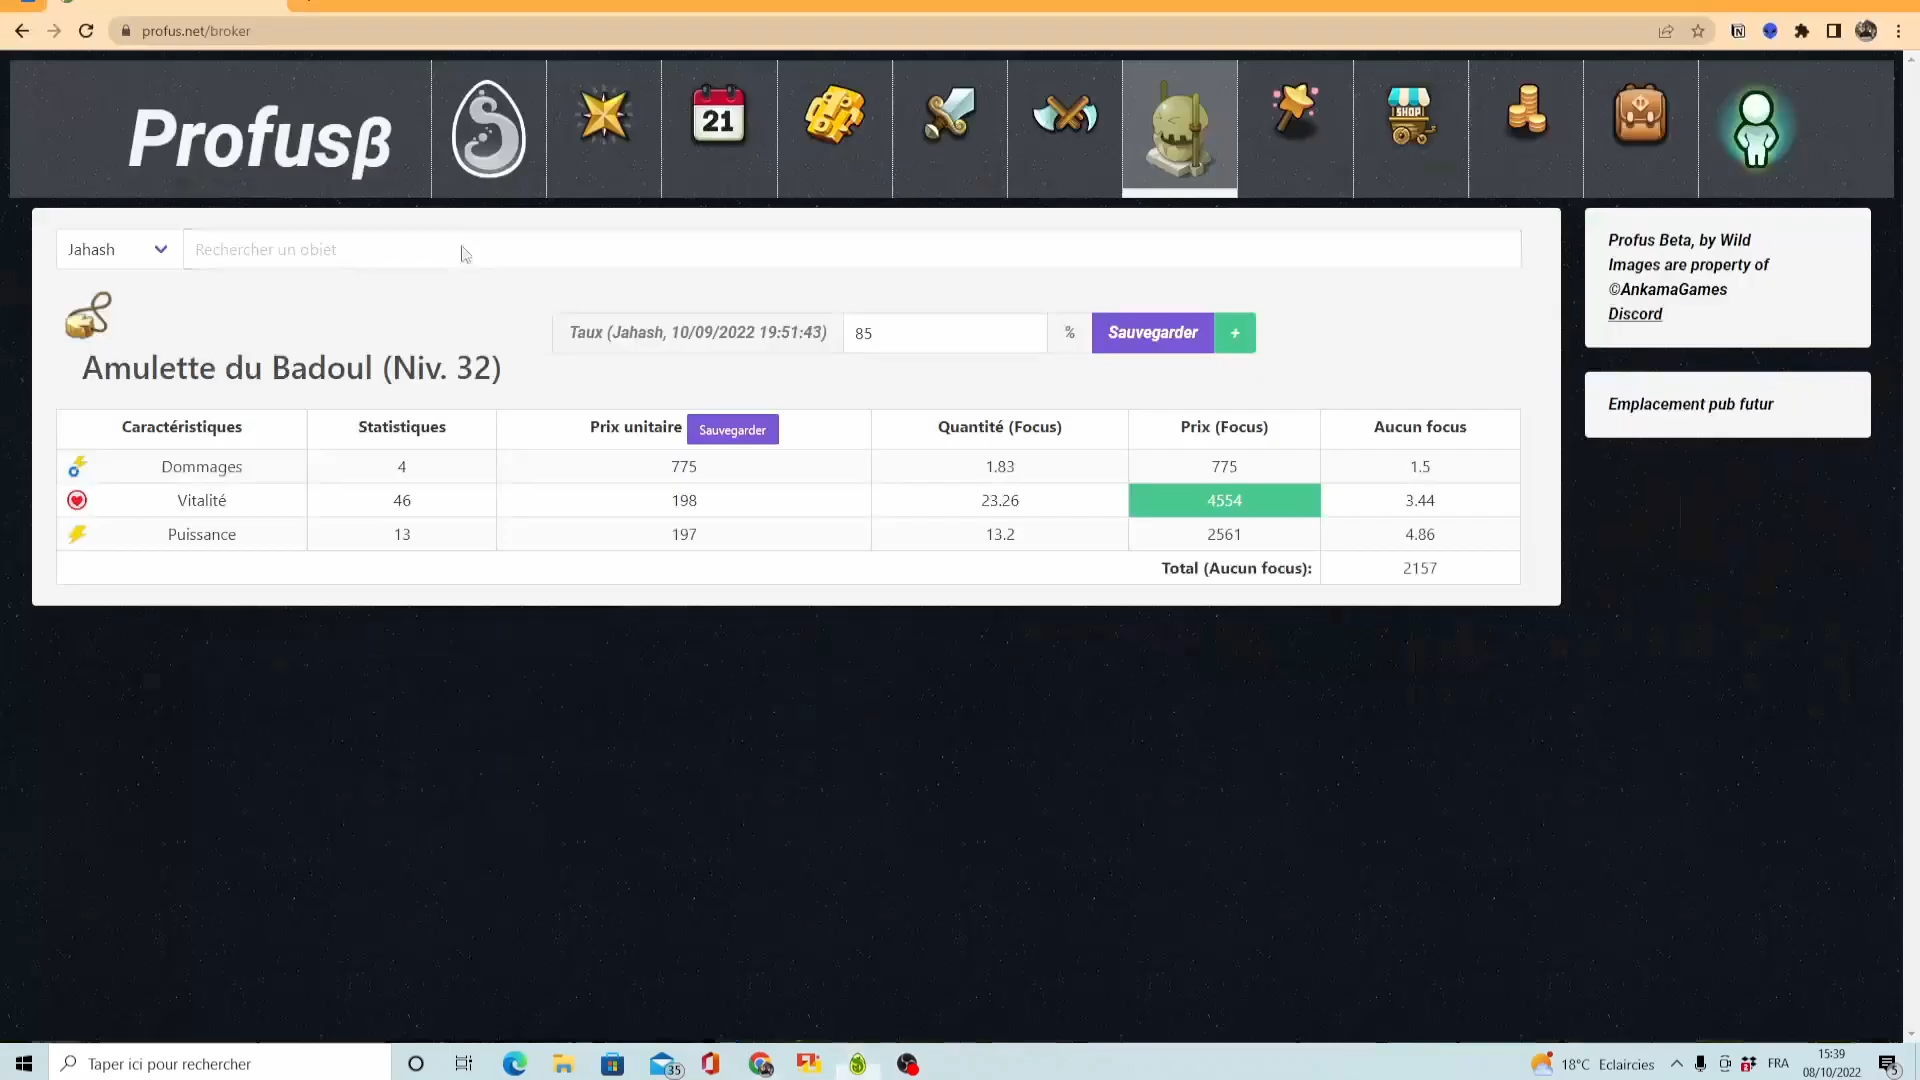 profus.net/broker
Profusβ
21
SHOP
Jahash
Rechercher un objet
Taux (Jahash, 10/09/2022 19:51:43)
85
%
Sauvegarder
+
Amulette du Badoul (Niv. 32)
Caractéristiques Statistiques Prix unitaire Sauvegarder Quantité (Focus) Prix (Focus) Aucun focus
Dommages 4 775 1.83 775 1.5
Vitalité 46 198 23.26 4554 3.44
Puissance 13 197 13.2 2561 4.86
Total (Aucun focus): 2157
Profus Beta, by Wild
Images are property of
©AnkamaGames
Discord
Emplacement pub futur
Taper ici pour rechercher
35
18°C Eclaircies
FRA
15:39
08/10/2022
5